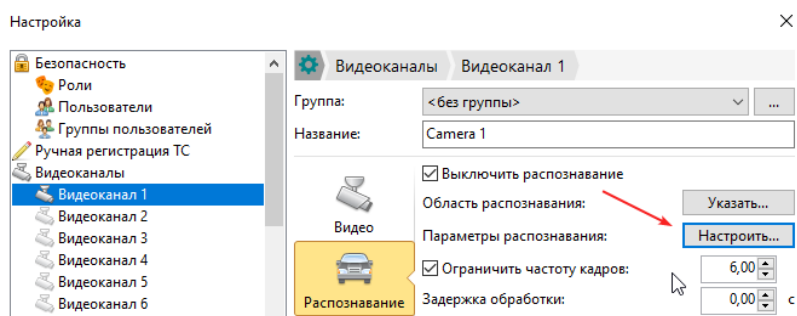 Настройка
Безопасность
Роли
Пользователи
Группы пользователей
Ручная регистрация ТС
Видеоканалы
Видеоканал 1
Видеоканал 2
Видеоканал 3
Видеоканал 4
Видеоканал 5
Видеоканал 6
Видеоканалы Видеоканал 1
Группа: <без группы> ...
Название: Camera 1
Видео
Распознавание
Выключить распознавание
Область распознавания: Указать...
Параметры распознавания: Настроить...
Ограничить частоту кадров: 6,00
Задержка обработки: 0,00 с